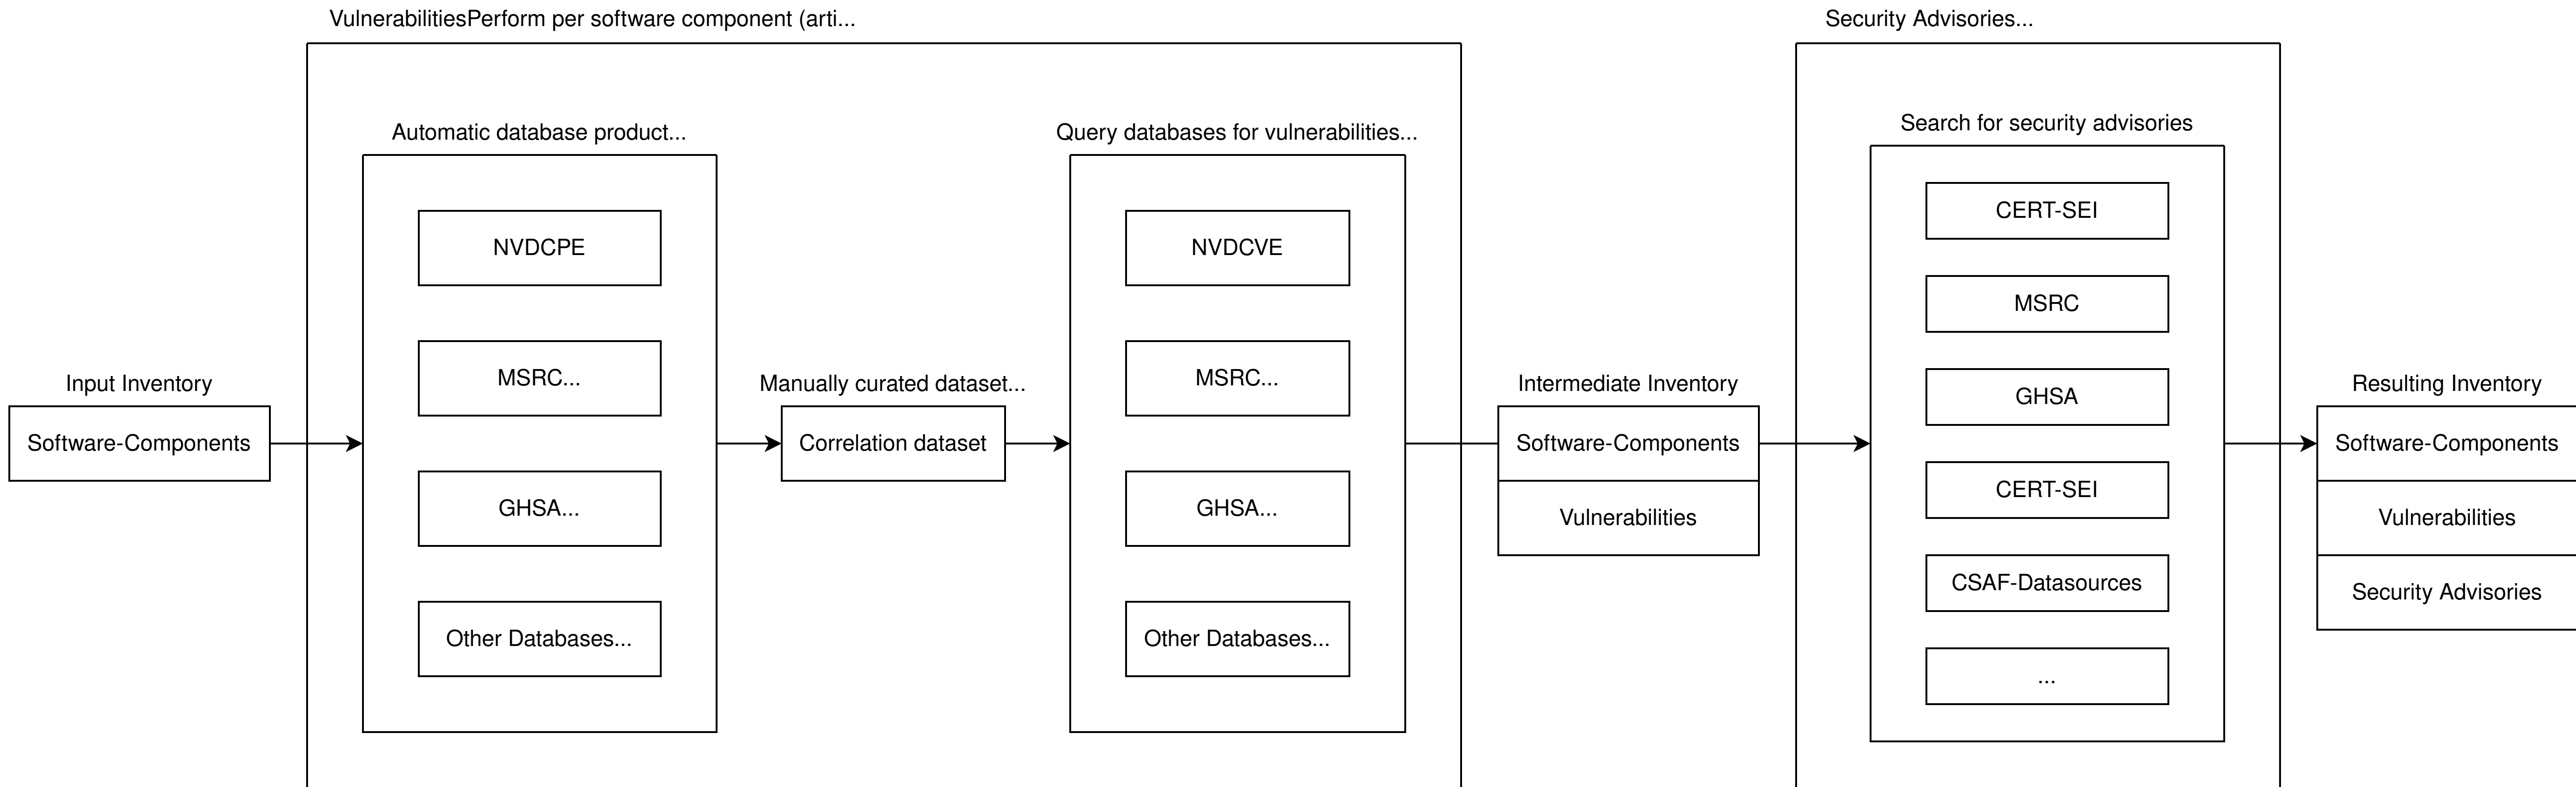 VulnerabilitiesPerform per software component (arti...
Security Advisories...
Automatic database product...
Query databases for vulnerabilities...
Search for security advisories
Input Inventory
Software-Components
NVDCPE
MSRC...
GHSA...
Other Databases...
Manually curated dataset...
Correlation dataset
NVDCVE
MSRC...
GHSA...
Other Databases...
Intermediate Inventory
Software-Components
Vulnerabilities
CERT-SEI
MSRC
GHSA
CERT-SEI
CSAF-Datasources
...
Resulting Inventory
Software-Components
Vulnerabilities
Security Advisories